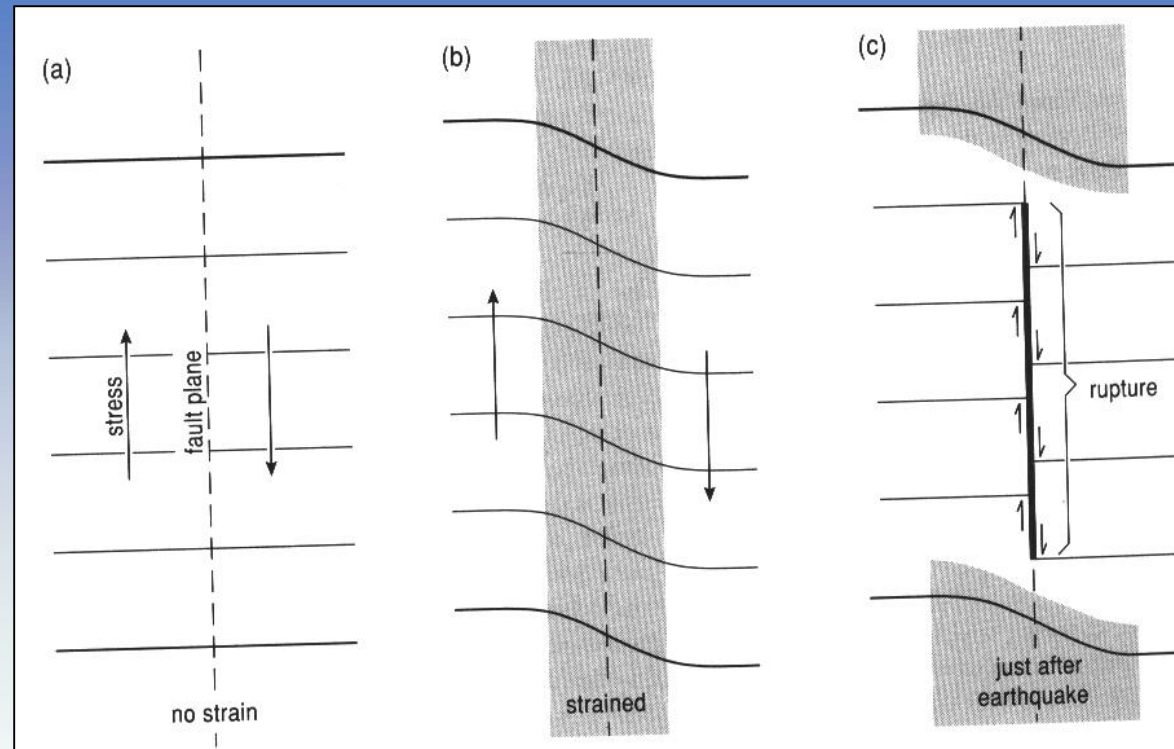 (a)
stress
fault plane
no strain
(b)
strained
(c)
rupture
just after
earthquake